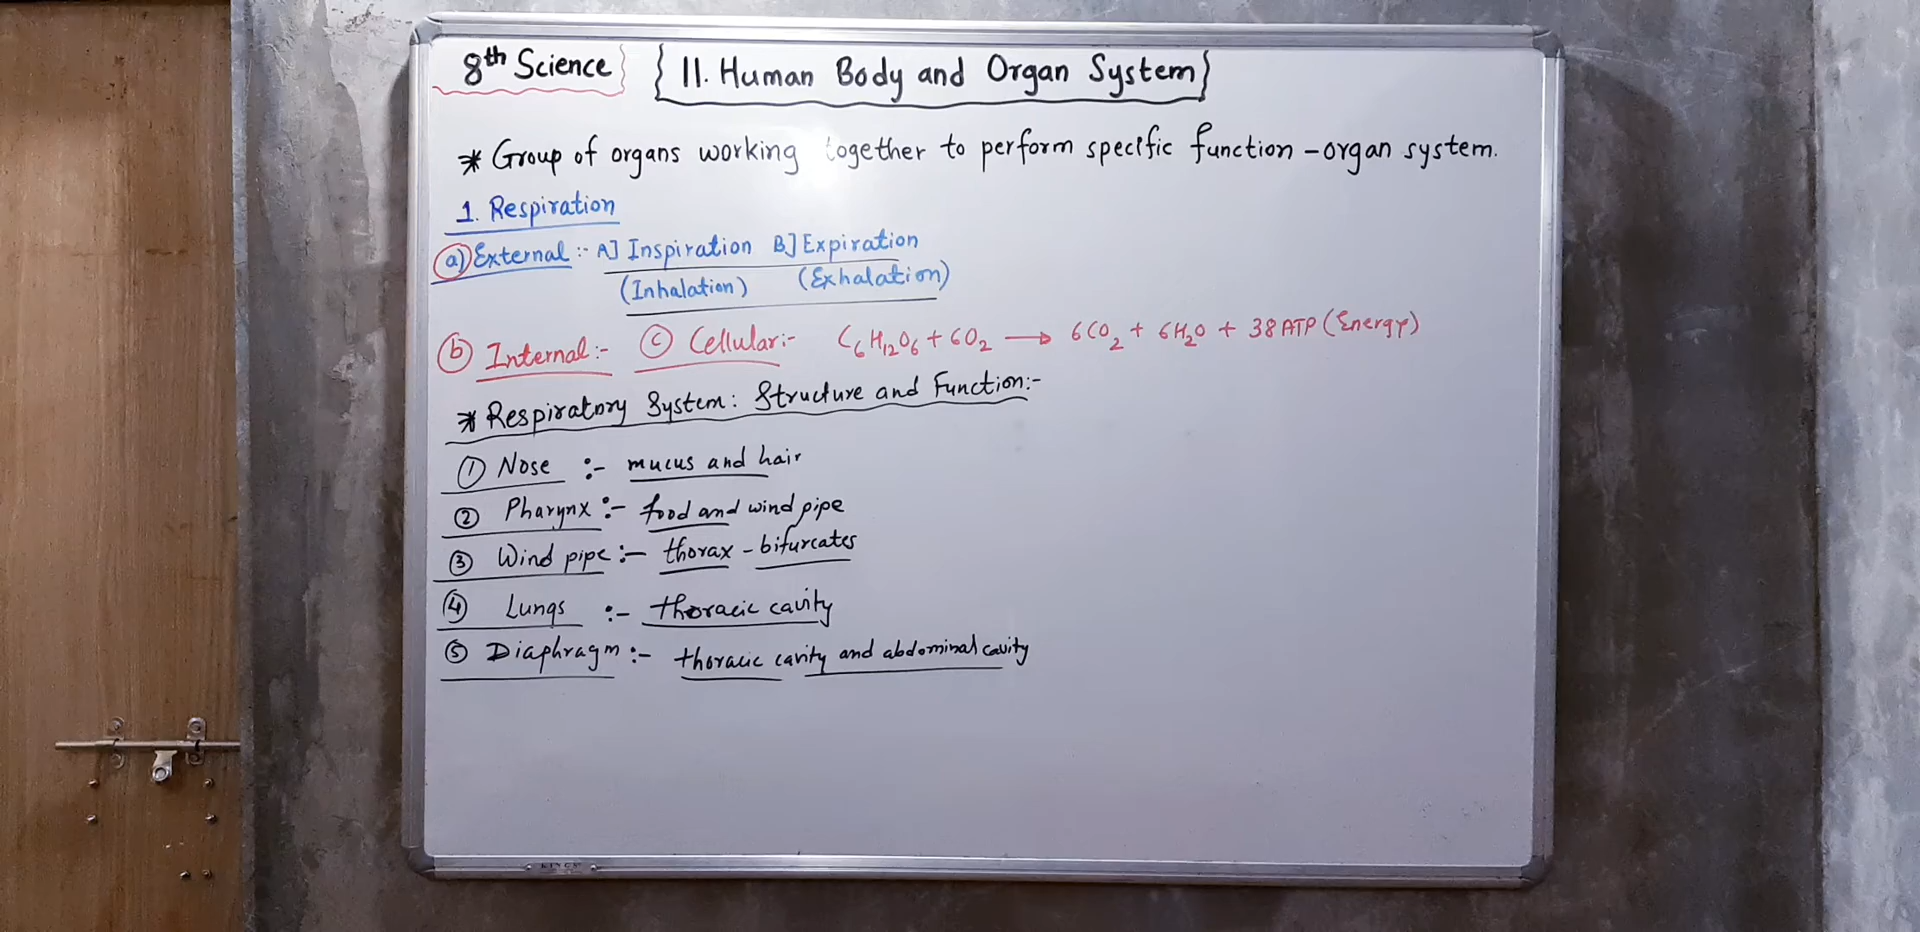 8th Science
11. Human Body and Organ System
* Group of organs working together to perform specific function - organ system.
1. Respiration
a) External :- A] Inspiration B] Expiration
(Inhalation) (Exhalation)
b Internal :- c Cellular :- C6H12O6 + 6O2 → 6CO2 + 6H2O + 38 ATP (Energy)
* Respiratory System : Structure and Function :-
1 Nose :- mucus and hair
2 Pharynx :- food and wind pipe
3 Wind pipe :- thorax - bifurcates
4 Lungs :- thoracic cavity
5 Diaphragm :- thoracic cavity and abdominal cavity